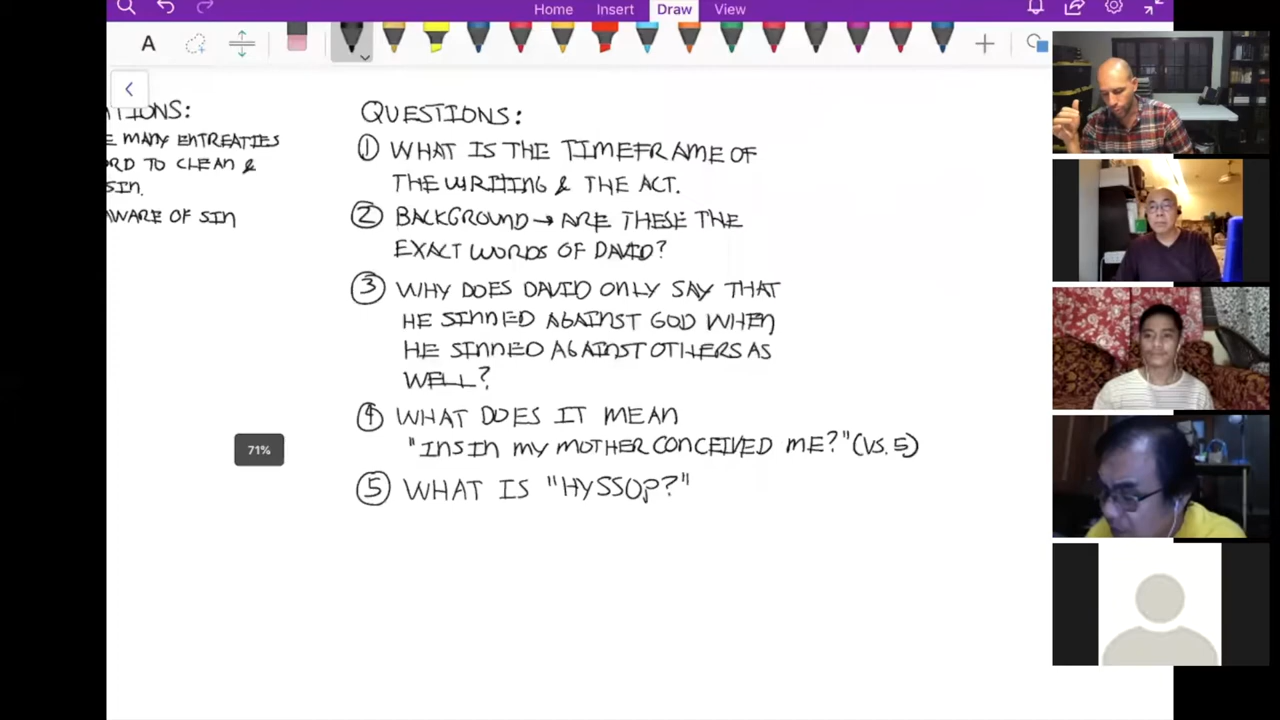 Home Insert Draw View
A
TIONS:
E MANY ENTREATIES
ORD TO CLEAN &
SIN.
AWARE OF SIN
QUESTIONS:
① WHAT IS THE TIMEFRAME OF
THE WRITING & THE ACT.
② BACKGROUND → ARE THESE THE
EXACT WORDS OF DAVID?
③ WHY DOES DAVID ONLY SAY THAT
HE SINNED AGAINST GOD WHEN
HE SINNED AGAINST OTHERS AS
WELL?
④ WHAT DOES IT MEAN
"IN SIN MY MOTHER CONCEIVED ME?" (VS. 5)
⑤ WHAT IS "HYSSOP?"
71%